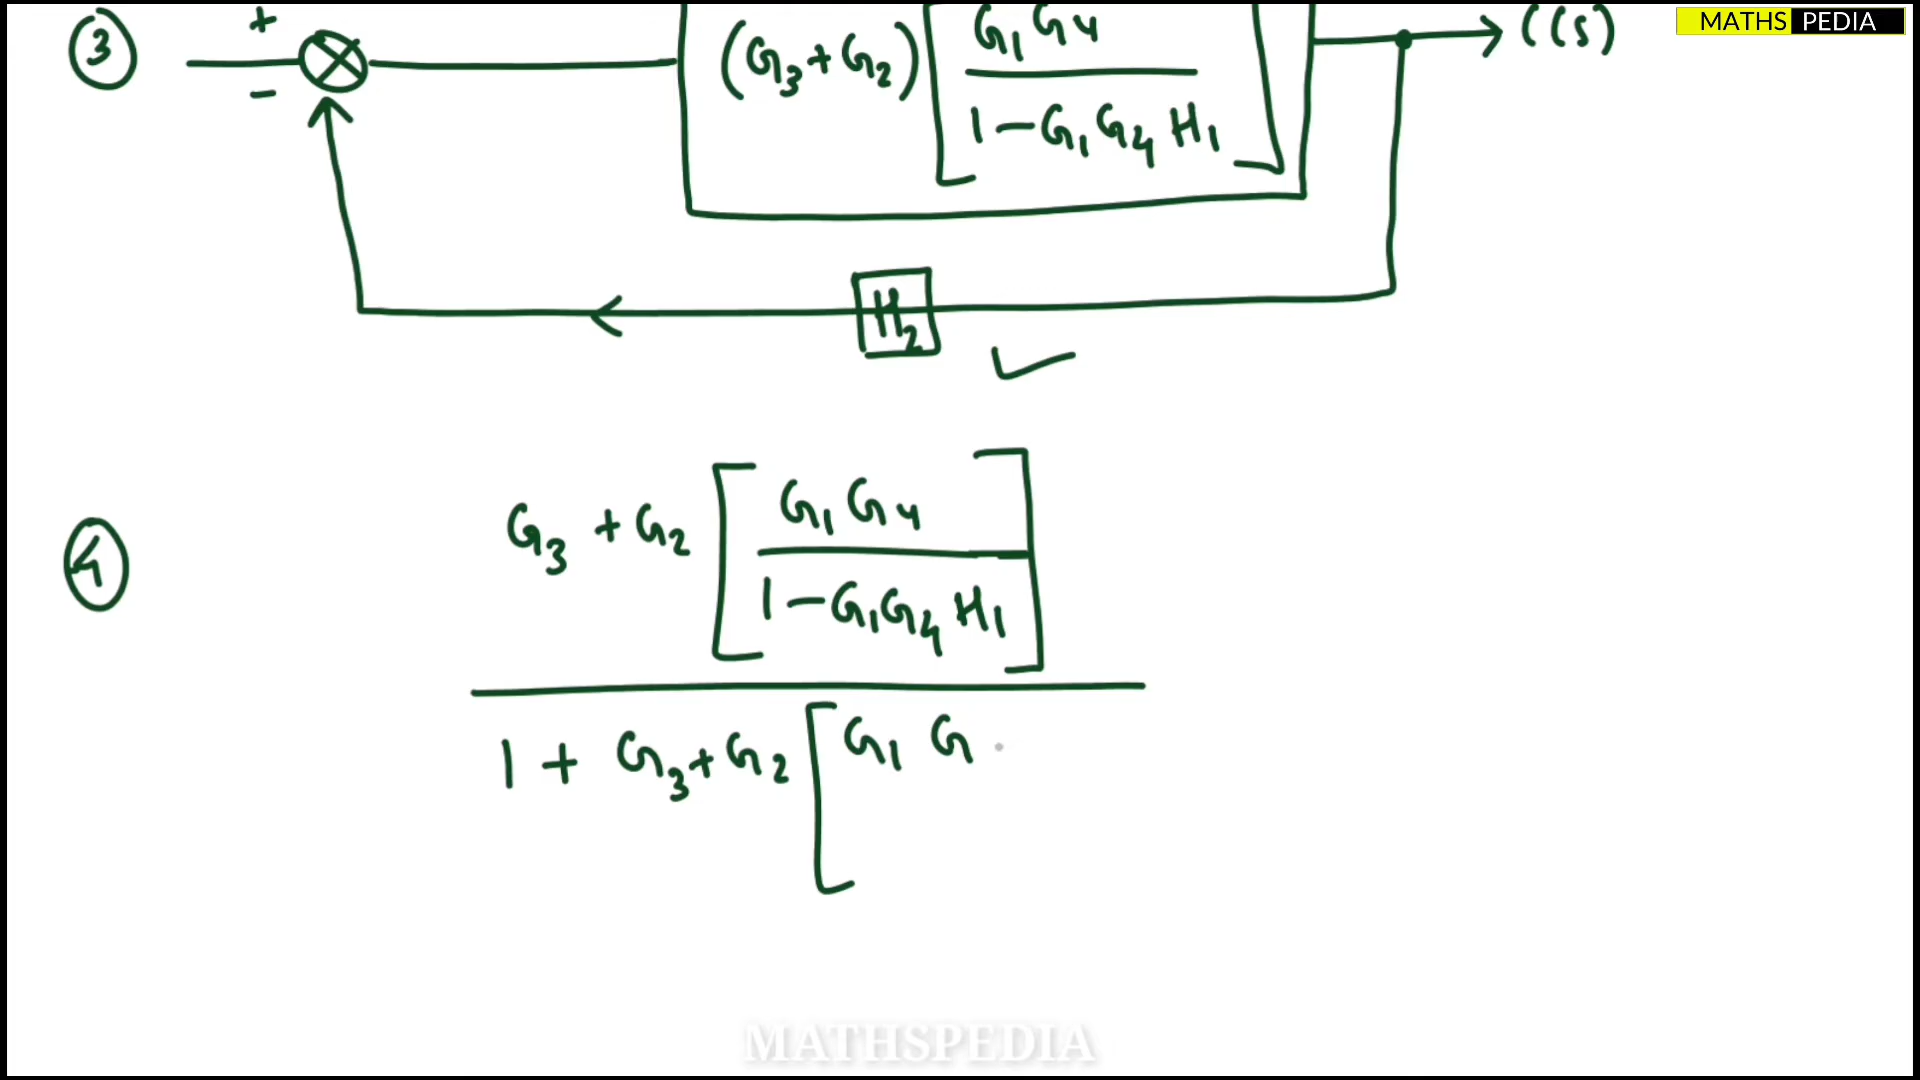 MATHS PEDIA
③ + − (G₃+G₂) [ G₁G₄ / 1−G₁G₄H₁ ] C(s)
H₂ ✓
④ G₃+G₂ [ G₁G₄ / 1−G₁G₄H₁ ]
1 + G₃+G₂ [ G₁ G
MATHSPEDIA